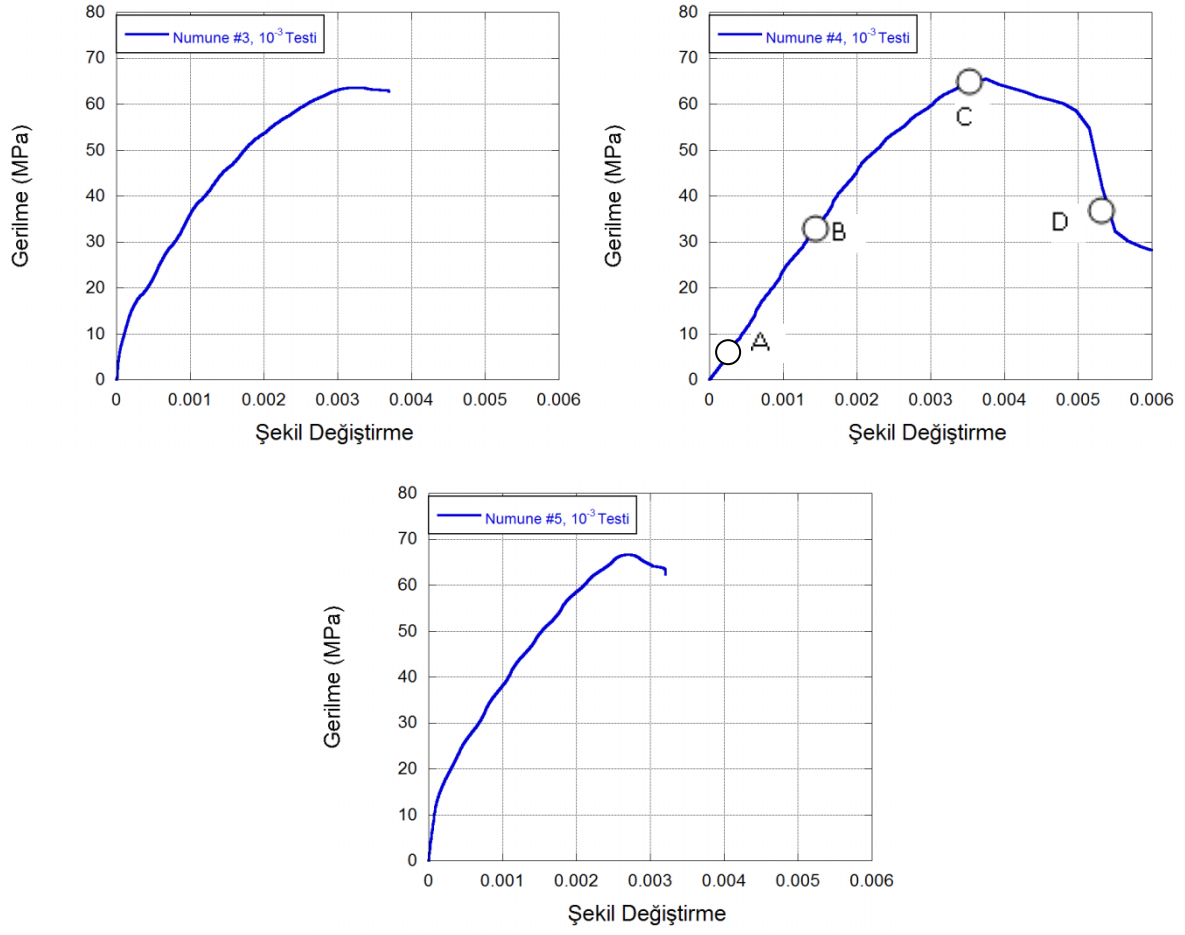 Numune #3, 10⁻³ Testi
Gerilme (MPa)
80
70
60
50
40
30
20
10
0
0 0.001 0.002 0.003 0.004 0.005 0.006
Şekil Değiştirme
Numune #4, 10⁻³ Testi
Gerilme (MPa)
80
70
60
50
40
30
20
10
0
C
B
D
A
0 0.001 0.002 0.003 0.004 0.005 0.006
Şekil Değiştirme
Numune #5, 10⁻³ Testi
Gerilme (MPa)
80
70
60
50
40
30
20
10
0
0 0.001 0.002 0.003 0.004 0.005 0.006
Şekil Değiştirme